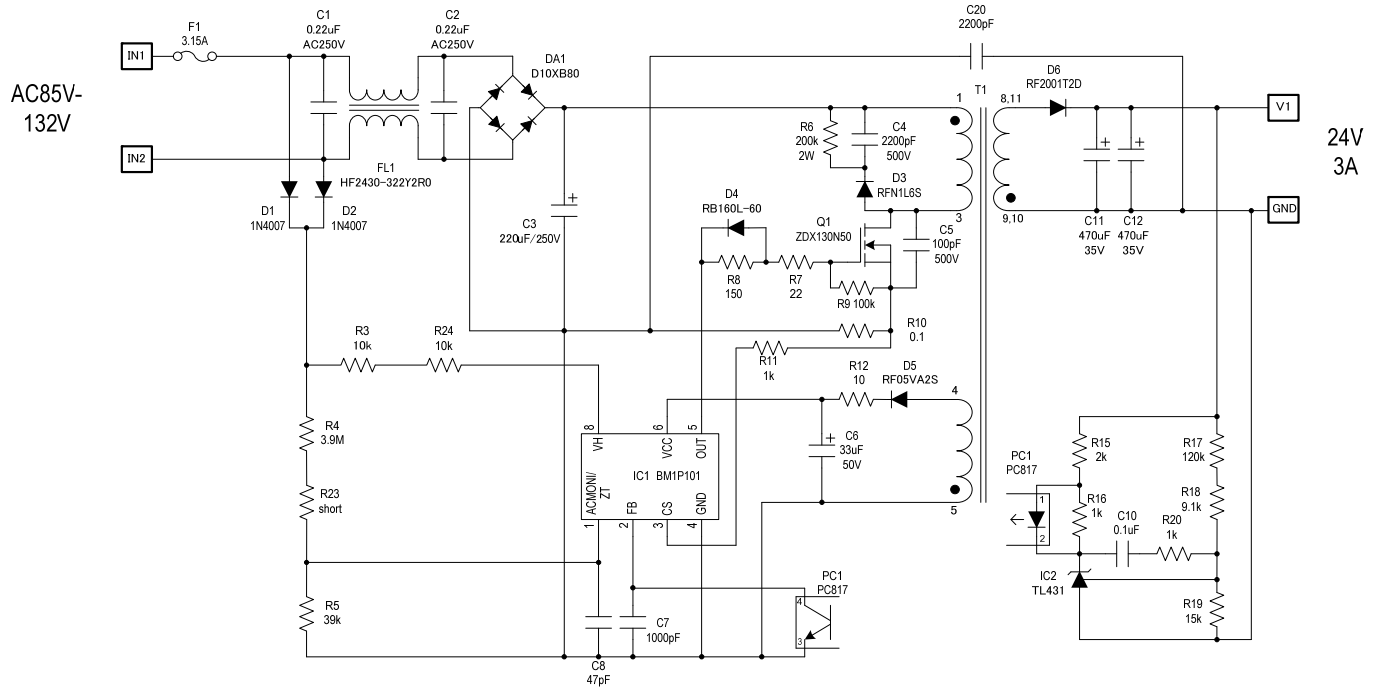 C20
2200pF
C1
0.22uF
AC250V
C2
0.22uF
AC250V
F1
3.15A
IN1
DA1
D10XB80
D6
RF2001T2D
T1
AC85V-
132V
1
8,11
V1
R6
200k
2W
C4
2200pF
500V
24V
3A
IN2
FL1
HF2430-322Y2R0
D3
RFN1L6S
D4
RB160L-60
D1
1N4007
D2
1N4007
C3
220uF/250V
3
9,10
GND
Q1
ZDX130N50
C5
100pF
500V
C11
470uF
35V
C12
470uF
35V
R8
150
R7
22
R9 100k
R10
0.1
R3
10k
R24
10k
R11
1k
R12
10
D5
RF05VA2S
4
R4
3.9M
8
6
5
VH
VCC
OUT
C6
33uF
50V
IC1 BM1P101
R15
2k
R17
120k
PC1
PC817
R23
short
ACMONI/
ZT
FB
CS
GND
1
2
3
4
5
1
2
R16
1k
R18
9.1k
C10
0.1uF
R20
1k
IC2
TL431
R5
39k
PC1
PC817
4
3
R19
15k
C7
1000pF
C8
47pF